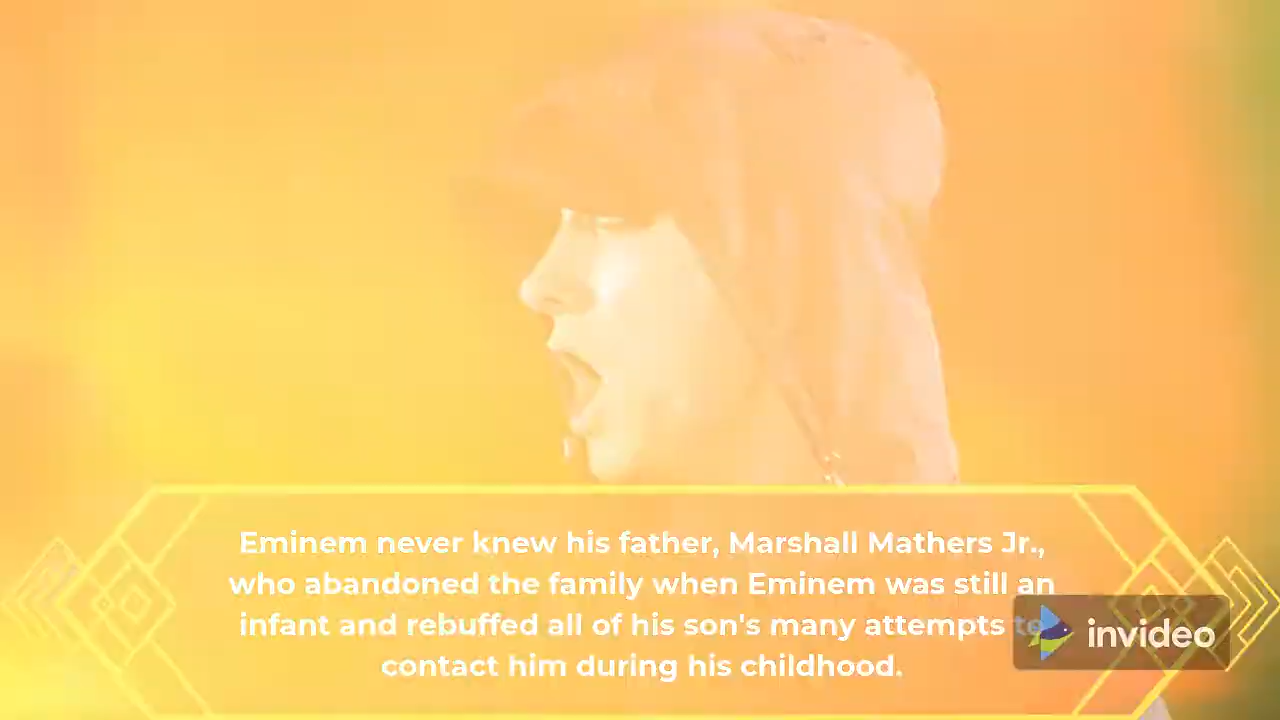 Eminem never knew his father, Marshall Mathers Jr.,
who abandoned the family when Eminem was still an
infant and rebuffed all of his son's many attempts to
contact him during his childhood.
invideo